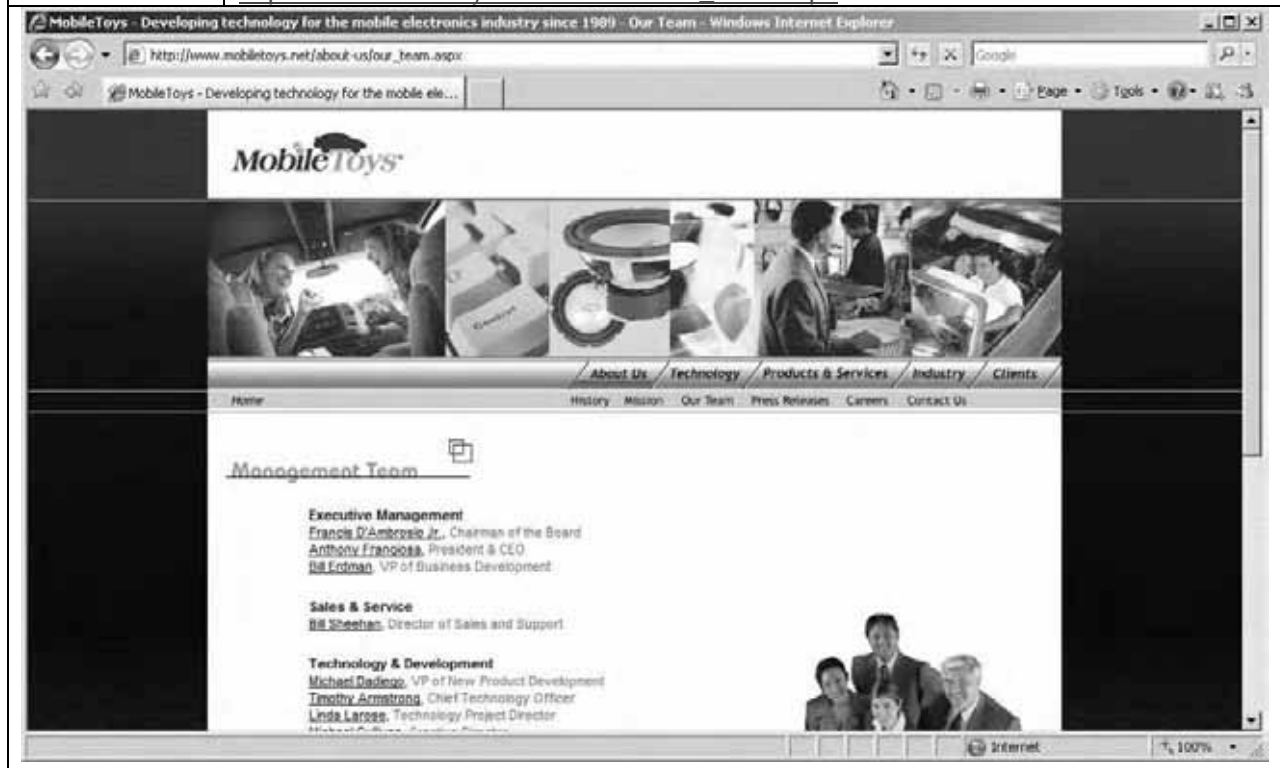 MobileToys - Developing technology for the mobile electronics industry since 1989 - Our Team - Windows Internet Explorer
http://www.mobiletoys.net/about-us/our_team.aspx
Google
MobileToys - Developing technology for the mobile ele...
Page
Tools
MobileToys
About Us
Technology
Products & Services
Industry
Clients
Home
History
Mission
Our Team
Press Releases
Careers
Contact Us
Management Team
Executive Management
Francis D'Ambrosio Jr., Chairman of the Board
Anthony Frangiosa, President & CEO
Bill Erdman, VP of Business Development
Sales & Service
Bill Sheehan, Director of Sales and Support
Technology & Development
Michael Dadiego, VP of New Product Development
Timothy Armstrong, Chief Technology Officer
Linda Larose, Technology Project Director
Internet
100%